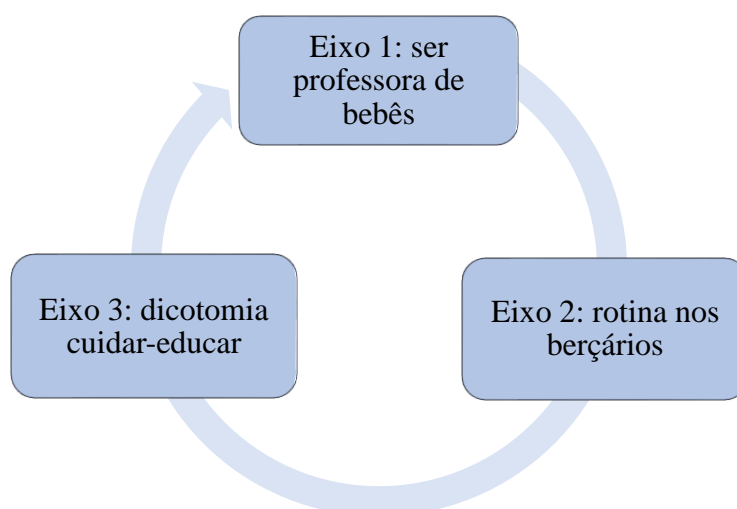 Eixo 1: ser
professora de
bebês
Eixo 2: rotina nos
berçários
Eixo 3: dicotomia
cuidar-educar